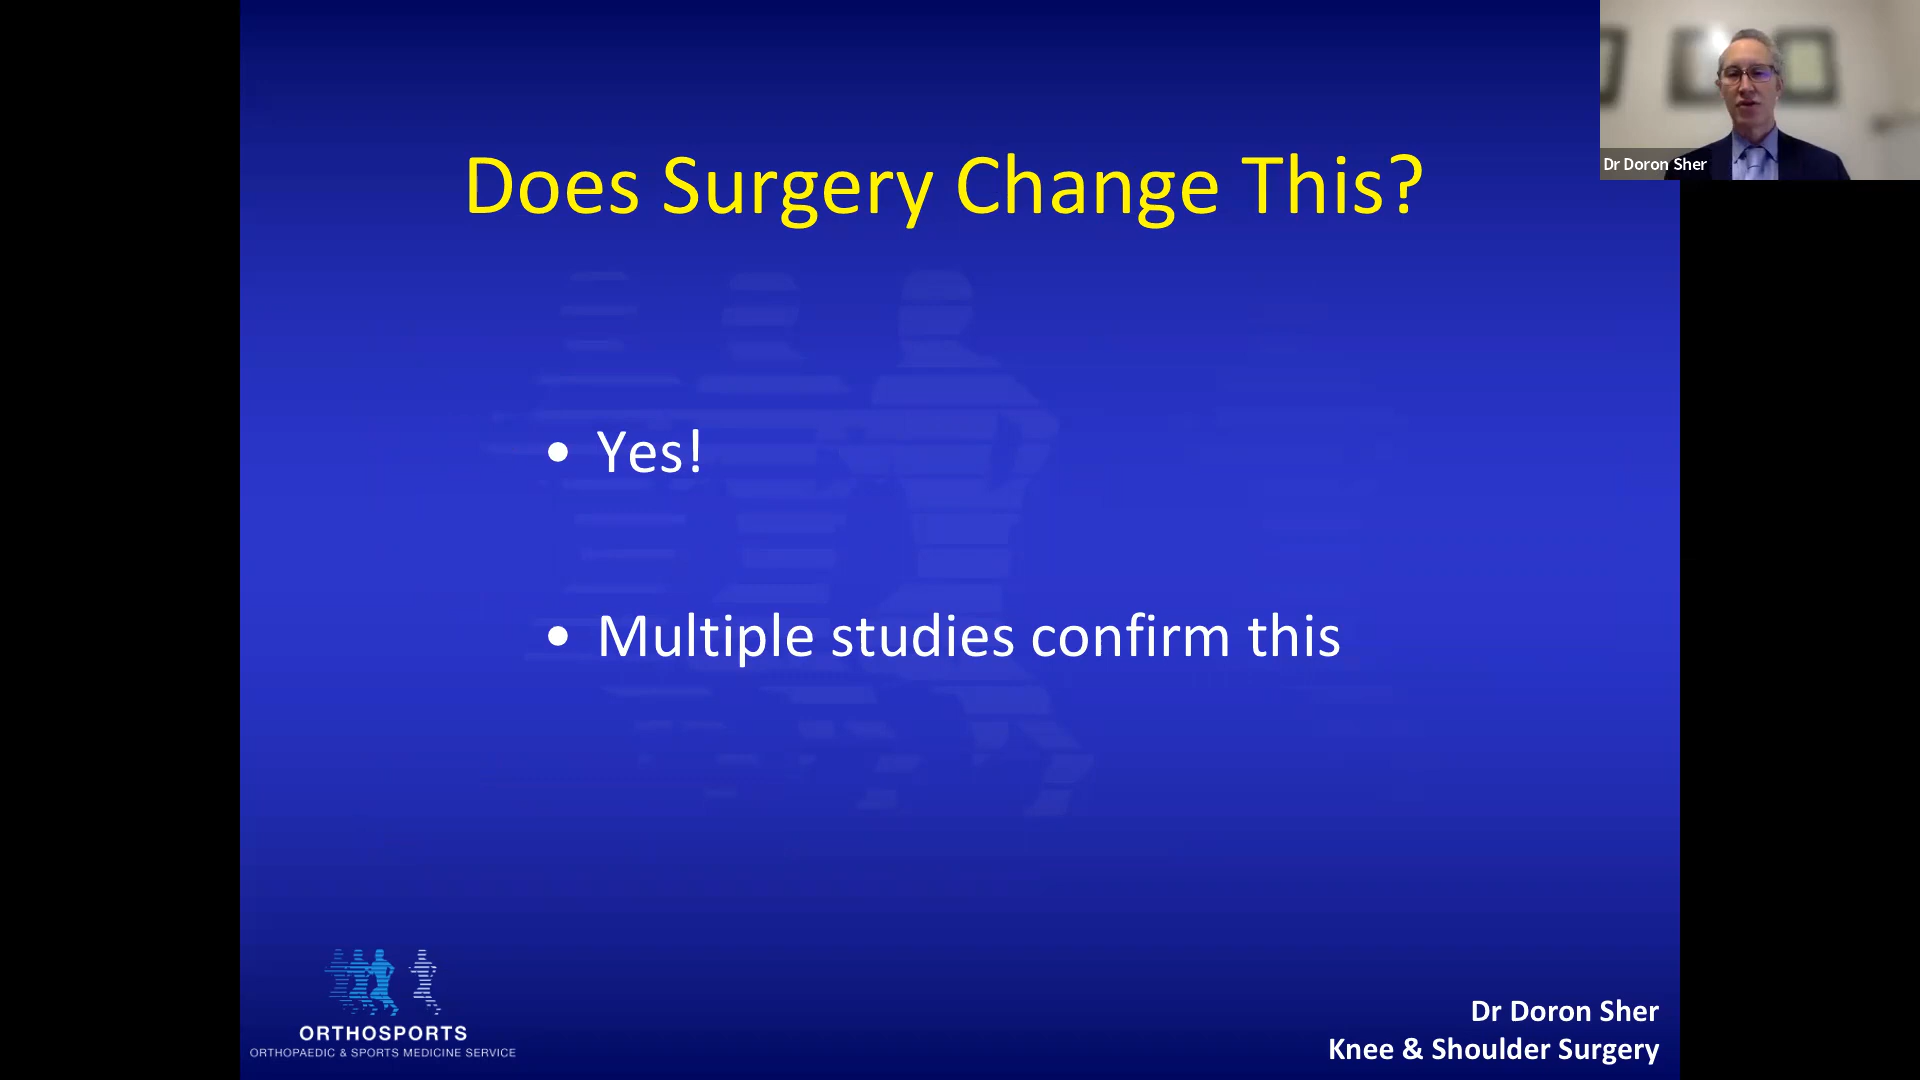 Does Surgery Change This?
Dr Doron Sher
• Yes!
• Multiple studies confirm this
ORTHOSPORTS
ORTHOPAEDIC & SPORTS MEDICINE SERVICE
Dr Doron Sher
Knee & Shoulder Surgery